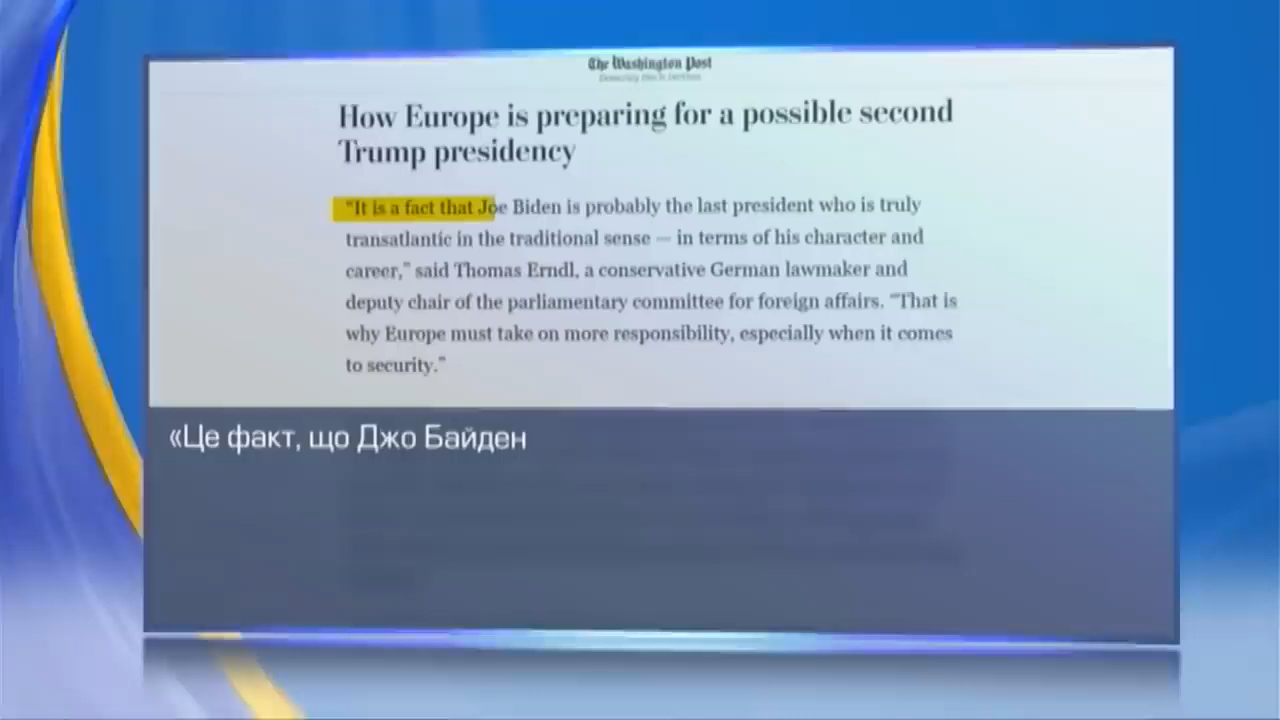 The Washington Post
How Europe is preparing for a possible second
Trump presidency
"It is a fact that Joe Biden is probably the last president who is truly
transatlantic in the traditional sense — in terms of his character and
career," said Thomas Erndl, a conservative German lawmaker and
deputy chair of the parliamentary committee for foreign affairs. "That is
why Europe must take on more responsibility, especially when it comes
to security."
«Це факт, що Джо Байден